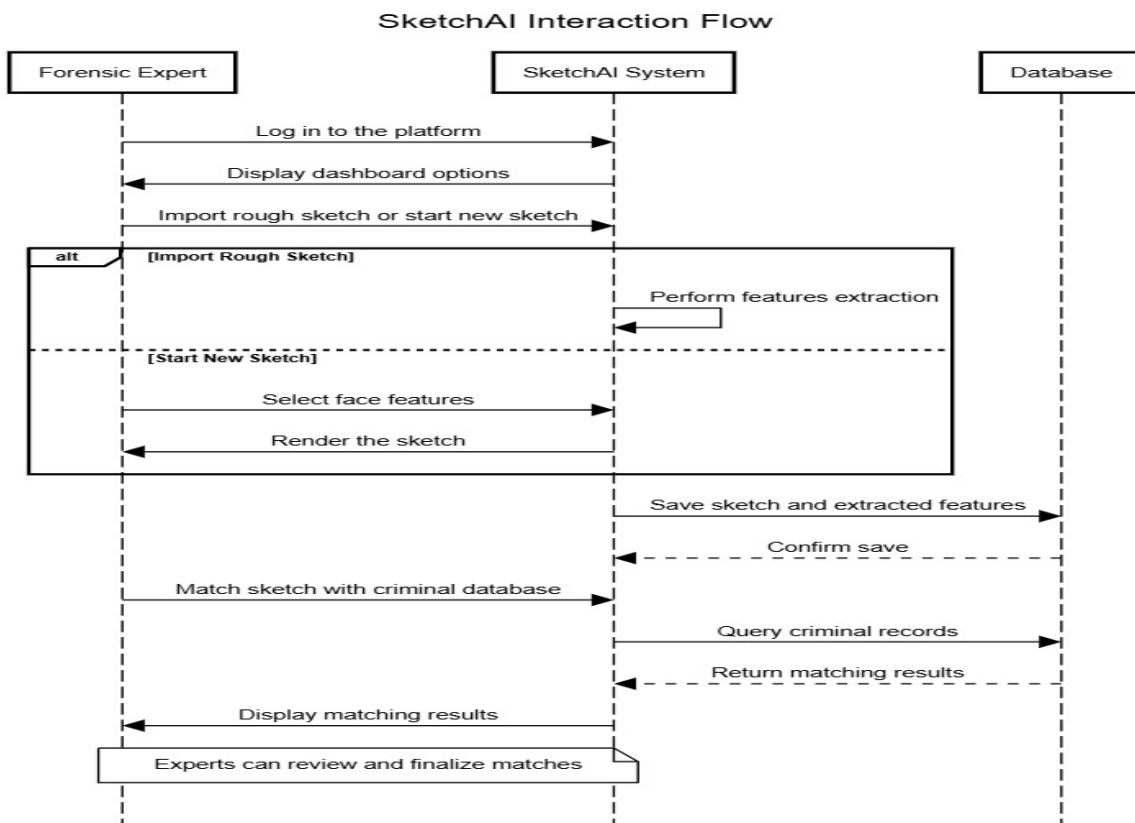 SketchAI Interaction Flow
Forensic Expert
SketchAI System
Database
Log in to the platform
Display dashboard options
Import rough sketch or start new sketch
alt
[Import Rough Sketch]
Perform features extraction
[Start New Sketch]
Select face features
Render the sketch
Save sketch and extracted features
Confirm save
Match sketch with criminal database
Query criminal records
Return matching results
Display matching results
Experts can review and finalize matches